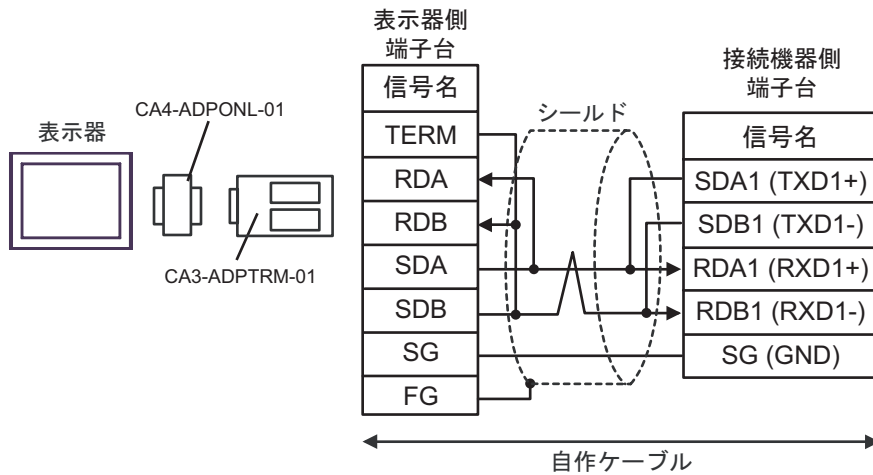 表示器
CA4-ADPONL-01
CA3-ADPTRM-01
表示器側
端子台
信号名
TERM
RDA
RDB
SDA
SDB
SG
FG
シールド
接続機器側
端子台
信号名
SDA1 (TXD1+)
SDB1 (TXD1-)
RDA1 (RXD1+)
RDB1 (RXD1-)
SG (GND)
自作ケーブル